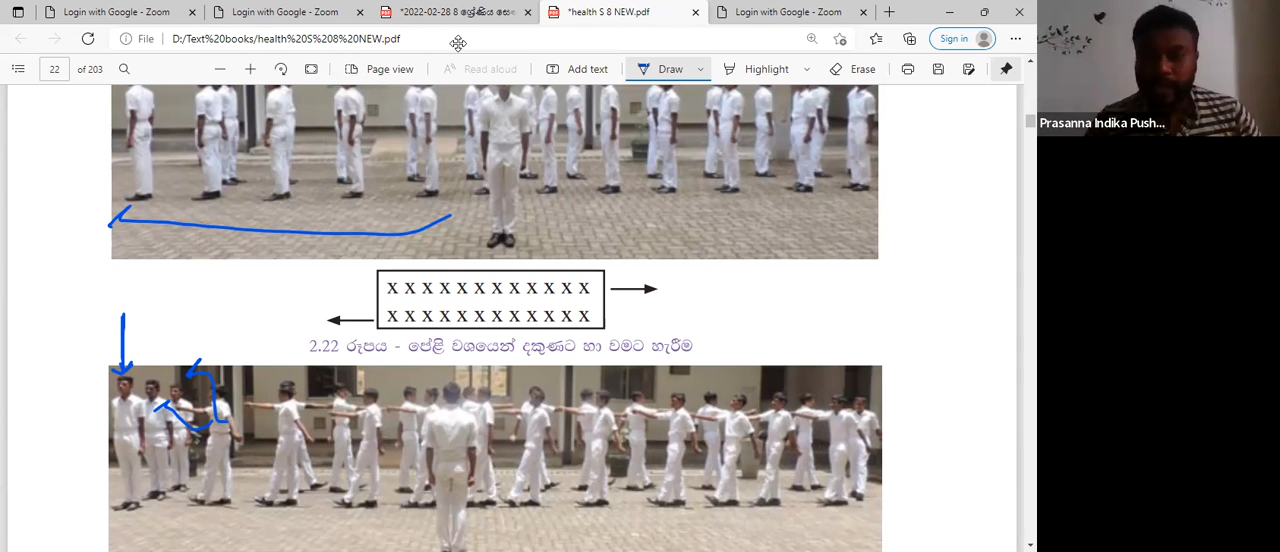 Login with Google - Zoom
Login with Google - Zoom
*2022-02-28 8 ශ්‍රේණිය සෞ
*health S 8 NEW.pdf
Login with Google - Zoom
File D:/Text%20books/health%20S%208%20NEW.pdf
Sign in
22 of 203
Page view
Read aloud
Add text
Draw
Highlight
Erase
Prasanna Indika Push...
X X X X X X X X X X X X
X X X X X X X X X X X X
2.22 රූපය - පේළි වශයෙන් දකුණට හා වමට හැරීම